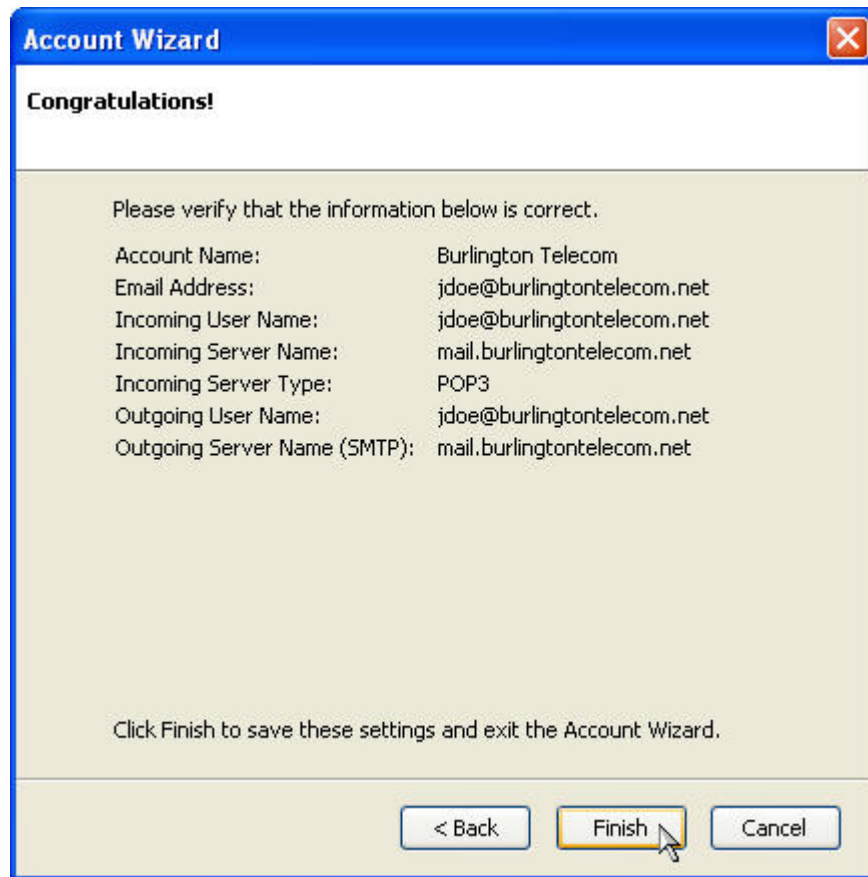 Account Wizard
Congratulations!
Please verify that the information below is correct.
Account Name: Burlington Telecom
Email Address: jdoe@burlingtontelecom.net
Incoming User Name: jdoe@burlingtontelecom.net
Incoming Server Name: mail.burlingtontelecom.net
Incoming Server Type: POP3
Outgoing User Name: jdoe@burlingtontelecom.net
Outgoing Server Name (SMTP): mail.burlingtontelecom.net
Click Finish to save these settings and exit the Account Wizard.
< Back Finish Cancel